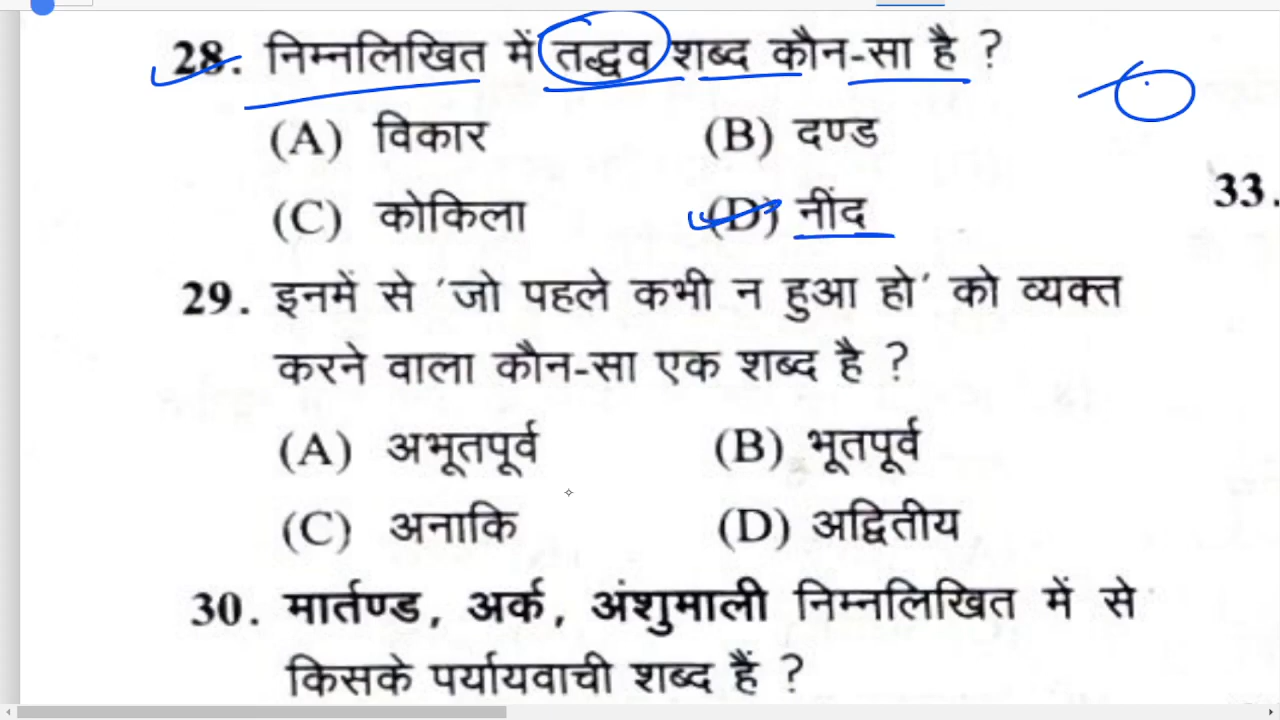 28. निम्नलिखित में तद्भव शब्द कौन-सा है ?
(A) विकार (B) दण्ड
(C) कोकिला (D) नींद
33.
29. इनमें से 'जो पहले कभी न हुआ हो' को व्यक्त
करने वाला कौन-सा एक शब्द है ?
(A) अभूतपूर्व (B) भूतपूर्व
(C) अनाकि (D) अद्वितीय
30. मार्तण्ड, अर्क, अंशुमाली निम्नलिखित में से
किसके पर्यायवाची शब्द हैं ?